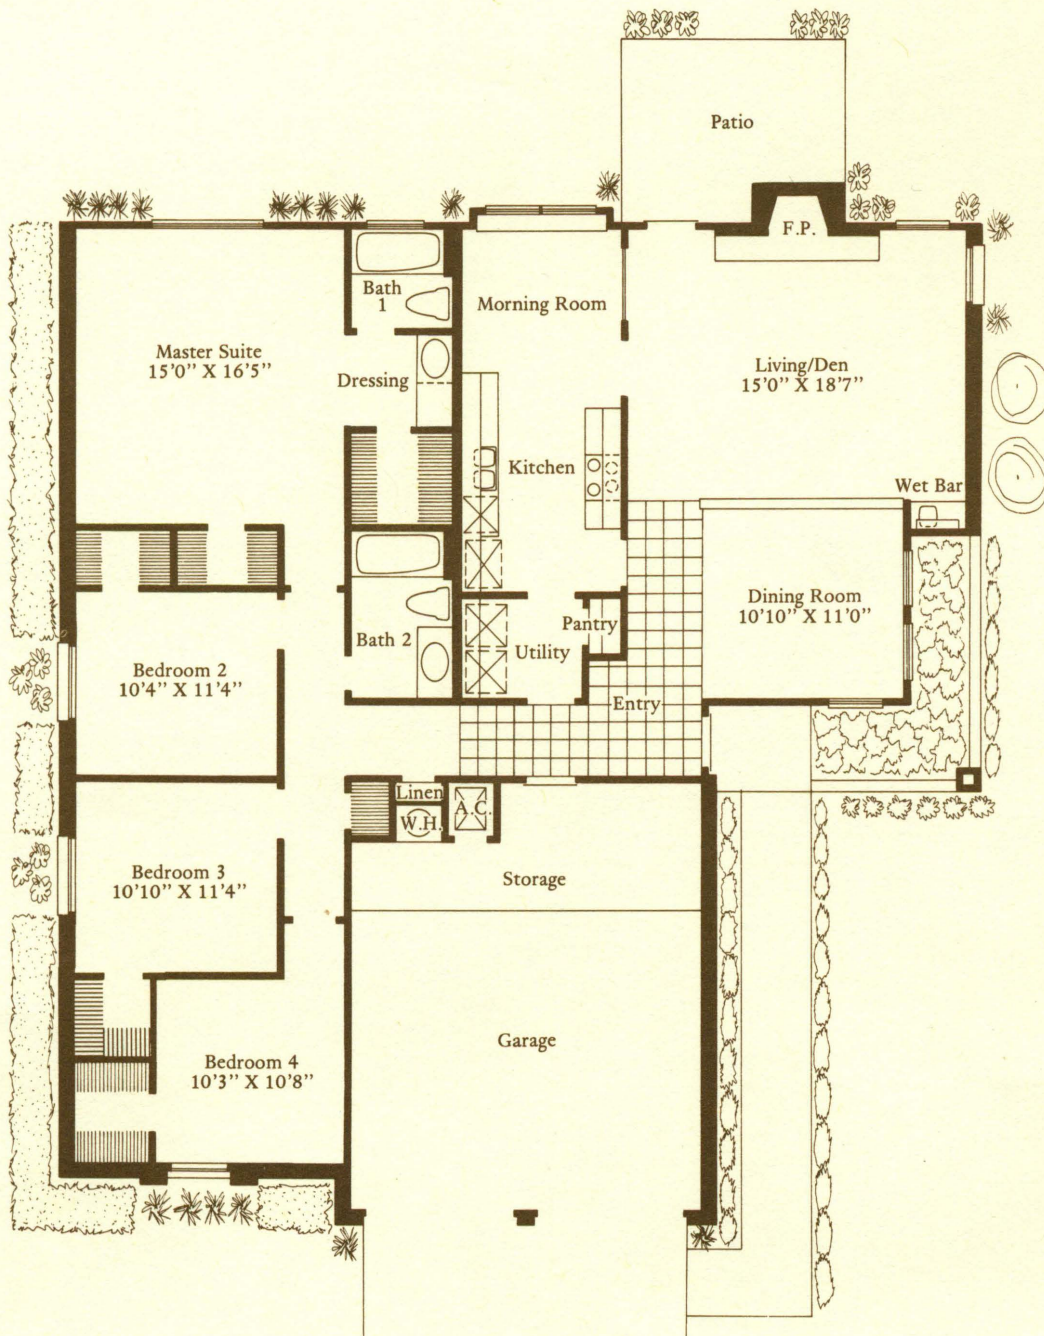 Patio
F.P.
Bath
1
Morning Room
Master Suite
15'0" X 16'5"
Dressing
Living/Den
15'0" X 18'7"
Kitchen
Wet Bar
Dining Room
10'10" X 11'0"
Pantry
Bath 2
Utility
Bedroom 2
10'4" X 11'4"
Entry
Linen
W.H.
A.C.
Bedroom 3
10'10" X 11'4"
Storage
Garage
Bedroom 4
10'3" X 10'8"